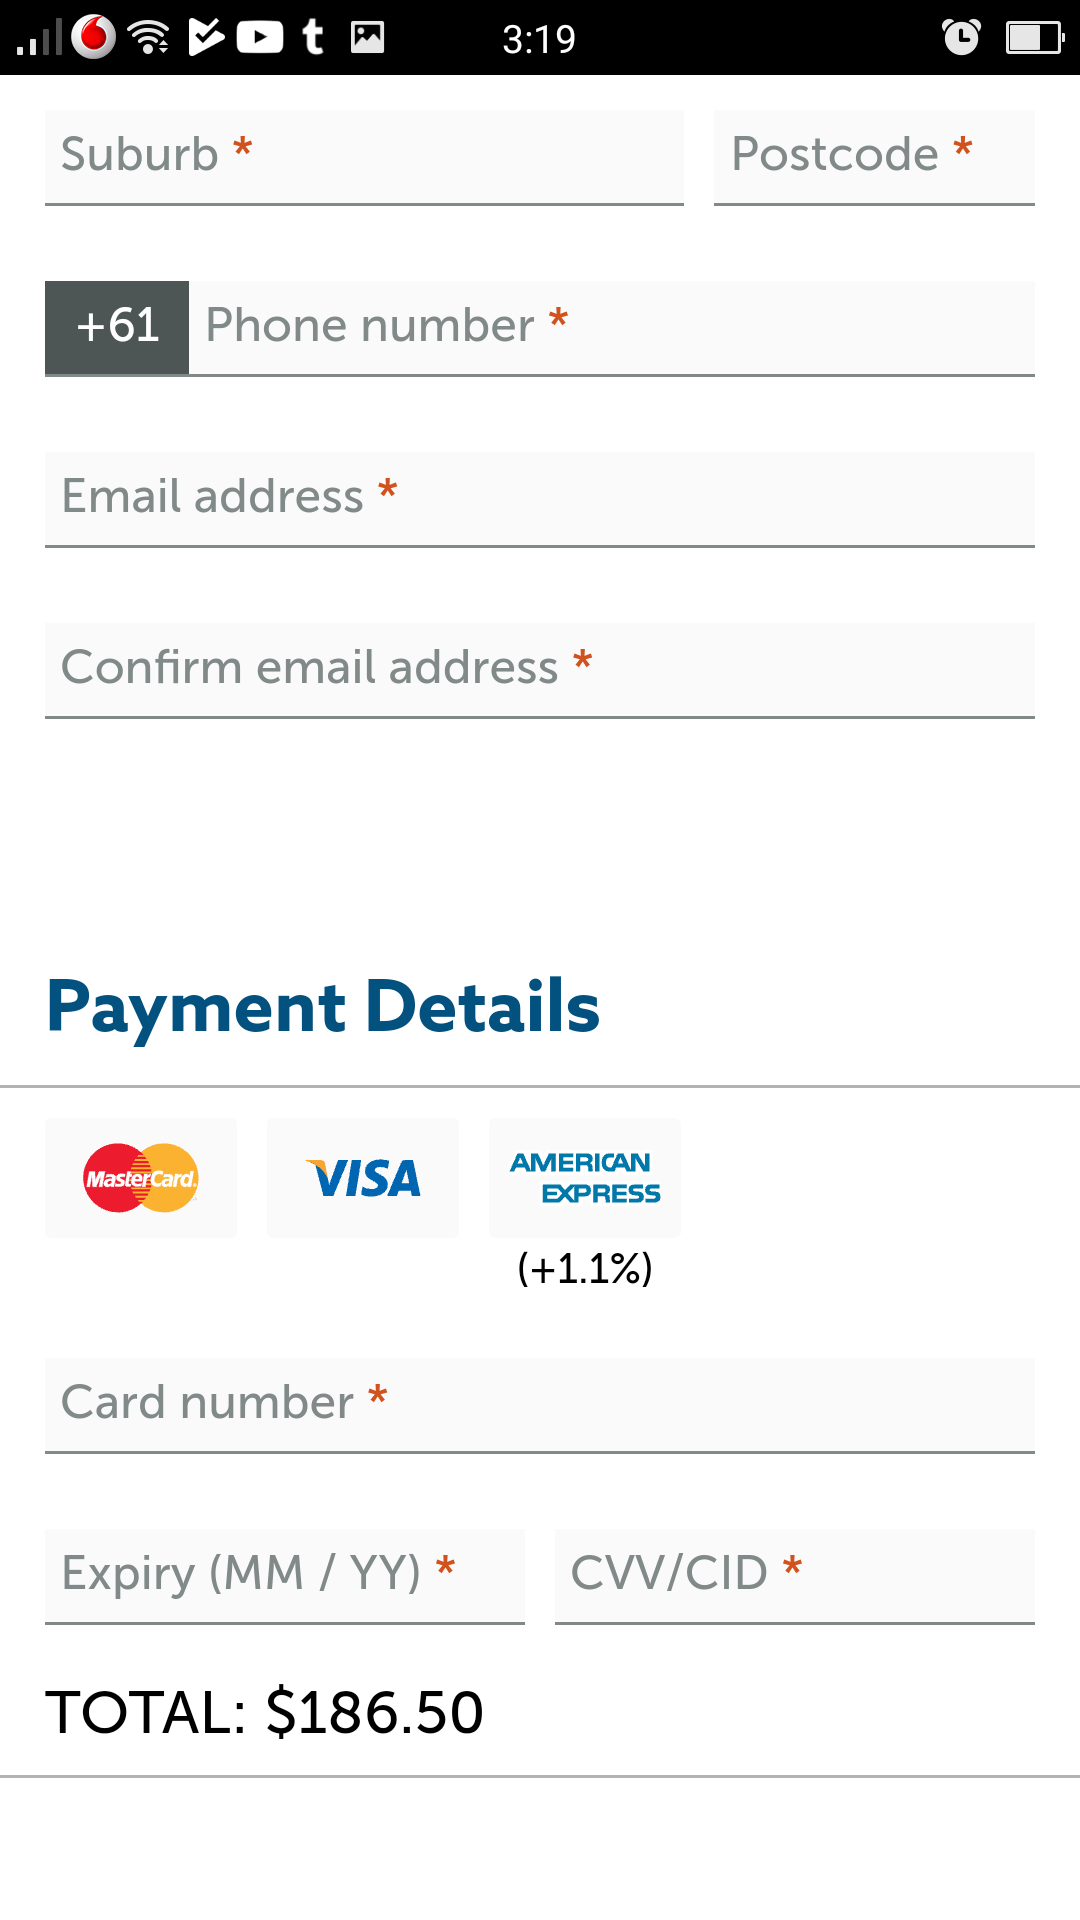 3:19
Suburb * Postcode *
+61 Phone number *
Email address *
Confirm email address *
Payment Details
MasterCard. VISA AMERICAN
EXPRESS
(+1.1%)
Card number *
Expiry (MM / YY) * CVV/CID *
TOTAL: $186.50